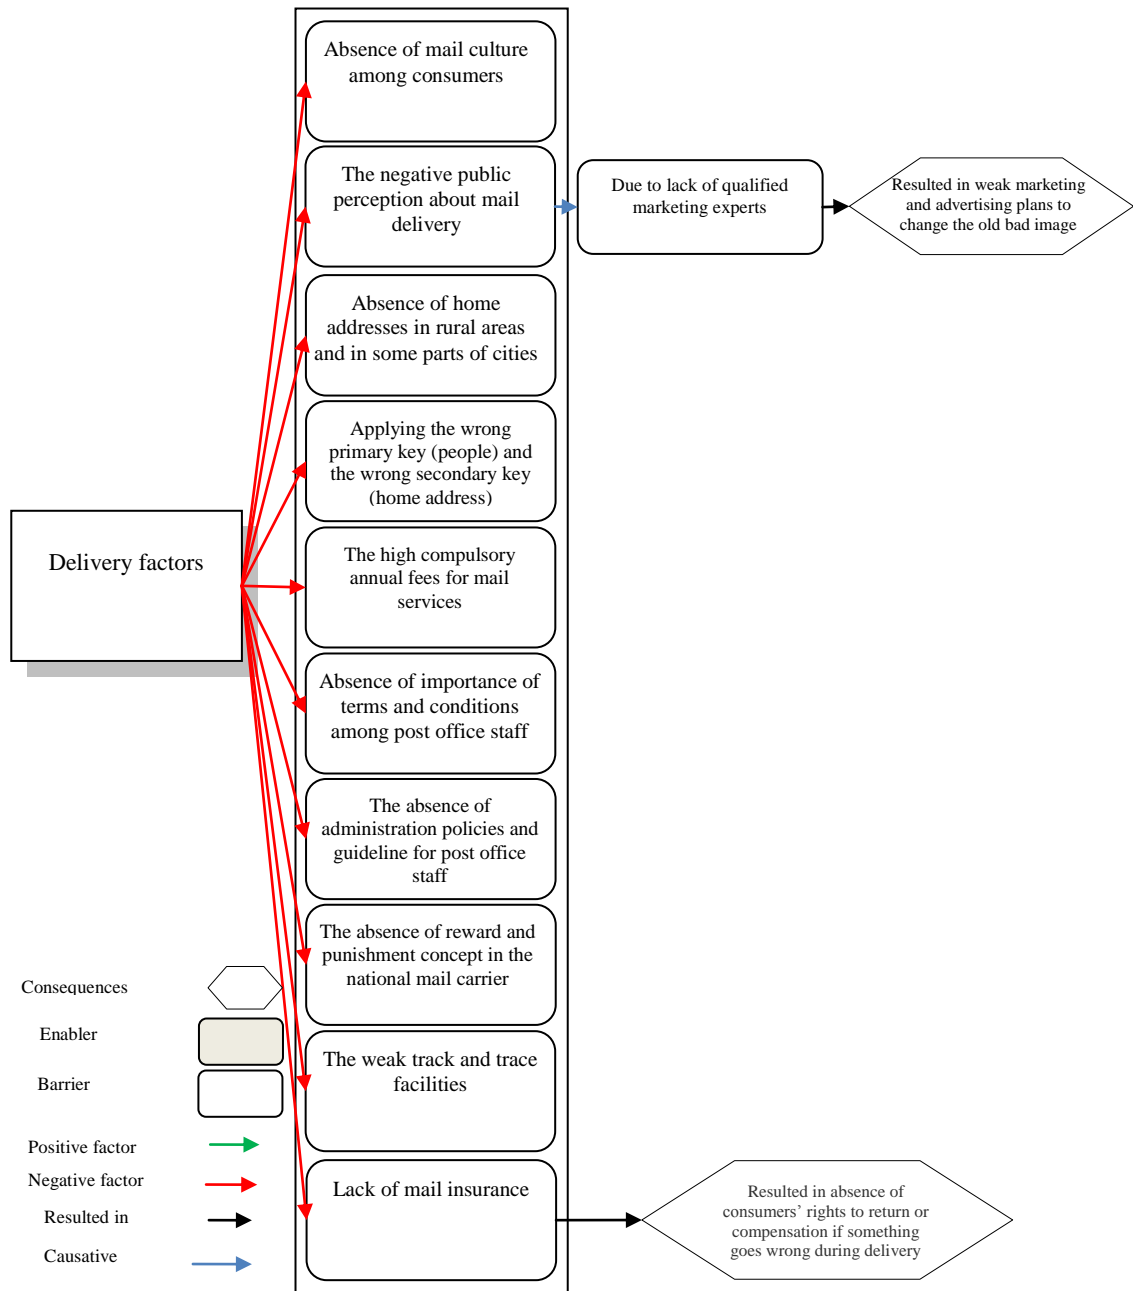 Absence of mail culture
among consumers
The negative public
perception about mail
delivery
Due to lack of qualified
marketing experts
Resulted in weak marketing
and advertising plans to
change the old bad image
Absence of home
addresses in rural areas
and in some parts of cities
Applying the wrong
primary key (people) and
the wrong secondary key
(home address)
Delivery factors
The high compulsory
annual fees for mail
services
Absence of importance of
terms and conditions
among post office staff
The absence of
administration policies and
guideline for post office
staff
The absence of reward and
punishment concept in the
national mail carrier
The weak track and trace
facilities
Lack of mail insurance
Resulted in absence of
consumers’ rights to return or
compensation if something
goes wrong during delivery
Consequences
Enabler
Barrier
Positive factor
Negative factor
Resulted in
Causative